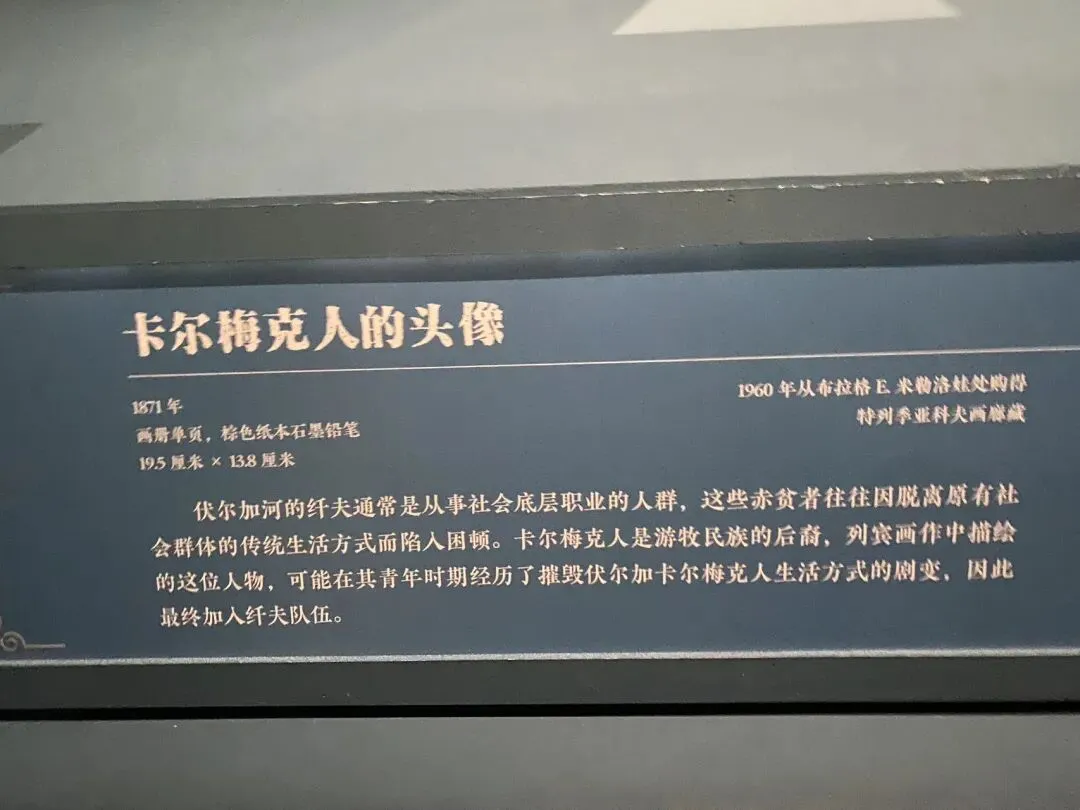 卡尔梅克人的头像
1871 年
画册单页，棕色纸本石墨铅笔
19.5 厘米 × 13.8 厘米
1960 年从布拉格 E. 米勒洛娃处购得
特列季亚科夫画廊藏
伏尔加河的纤夫通常是从事社会底层职业的人群，这些赤贫者往往因脱离原有社
会群体的传统生活方式而陷入困顿。卡尔梅克人是游牧民族的后裔，列宾画作中描绘
的这位人物，可能在其青年时期经历了摧毁伏尔加卡尔梅克人生活方式的剧变，因此
最终加入纤夫队伍。